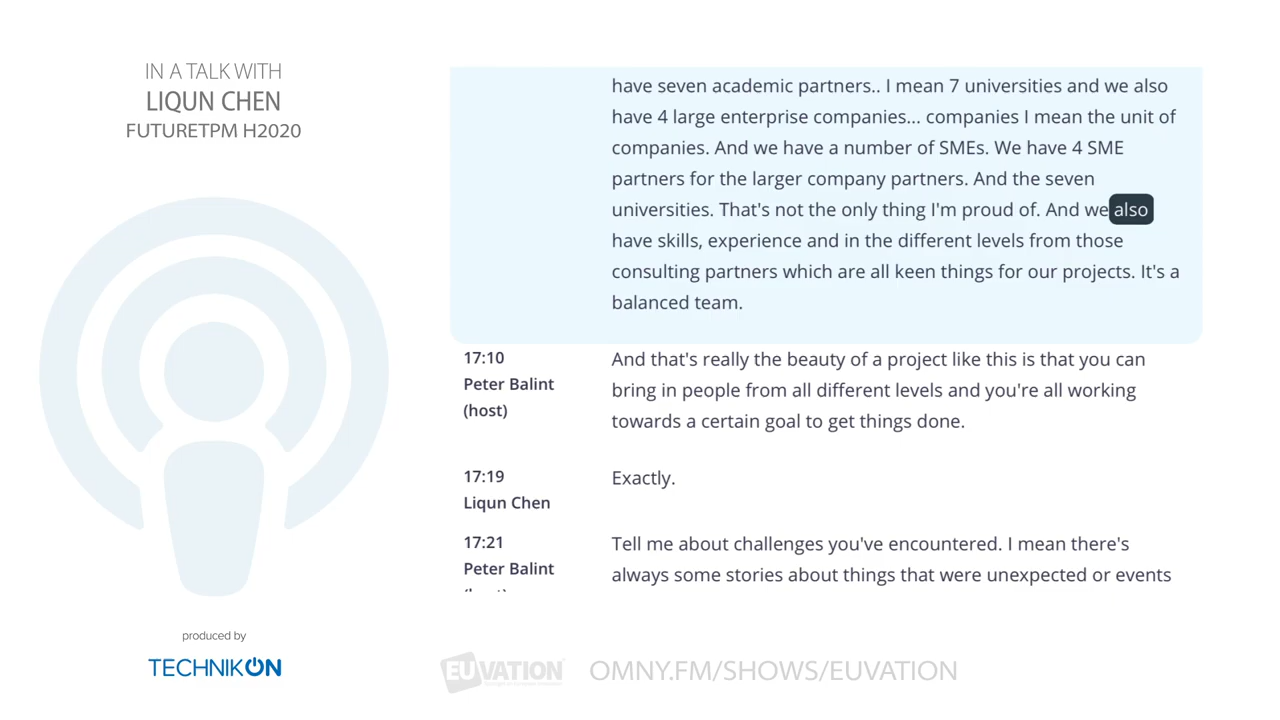 IN A TALK WITH
LIQUN CHEN
FUTURETPM H2020
have seven academic partners.. I mean 7 universities and we also
have 4 large enterprise companies... companies I mean the unit of
companies. And we have a number of SMEs. We have 4 SME
partners for the larger company partners. And the seven
universities. That's not the only thing I'm proud of. And we also
have skills, experience and in the different levels from those
consulting partners which are all keen things for our projects. It's a
balanced team.
17:10
Peter Balint
(host)
And that's really the beauty of a project like this is that you can
bring in people from all different levels and you're all working
towards a certain goal to get things done.
17:19
Liqun Chen
Exactly.
17:21
Peter Balint
Tell me about challenges you've encountered. I mean there's
always some stories about things that were unexpected or events
produced by
TECHNIKON
EUVATION
OMNY.FM/SHOWS/EUVATION